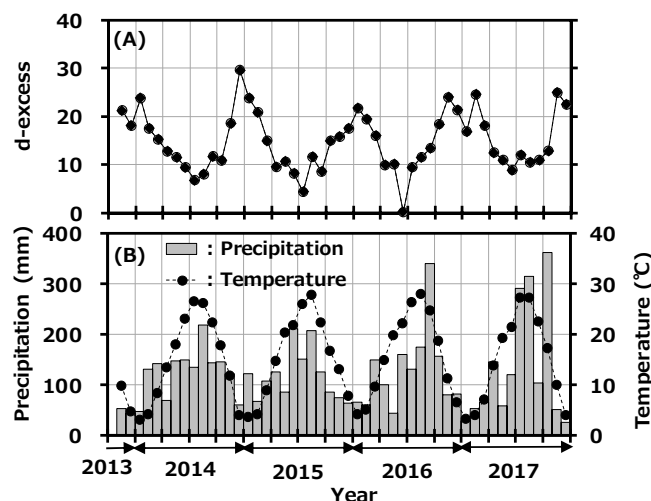 (A)
d-excess
40
30
20
10
0
(B)
: Precipitation
: Temperature
Precipitation (mm)
400
300
200
100
0
Temperature (℃)
40
30
20
10
0
2013 2014 2015 2016 2017
Year